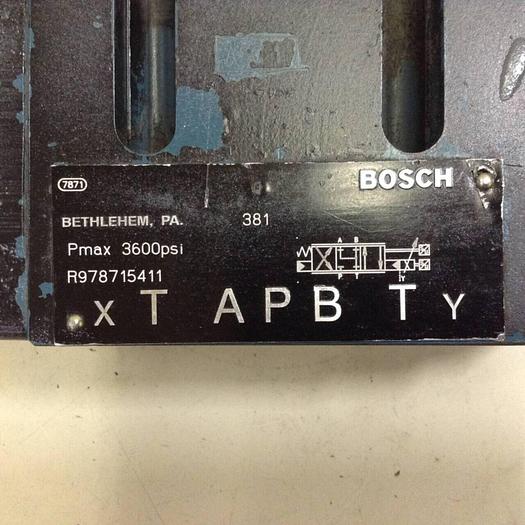 7871
BOSCH
BETHLEHEM, PA. 381
Pmax 3600psi
R978715411
A B
P T
Y
X T A P B T Y